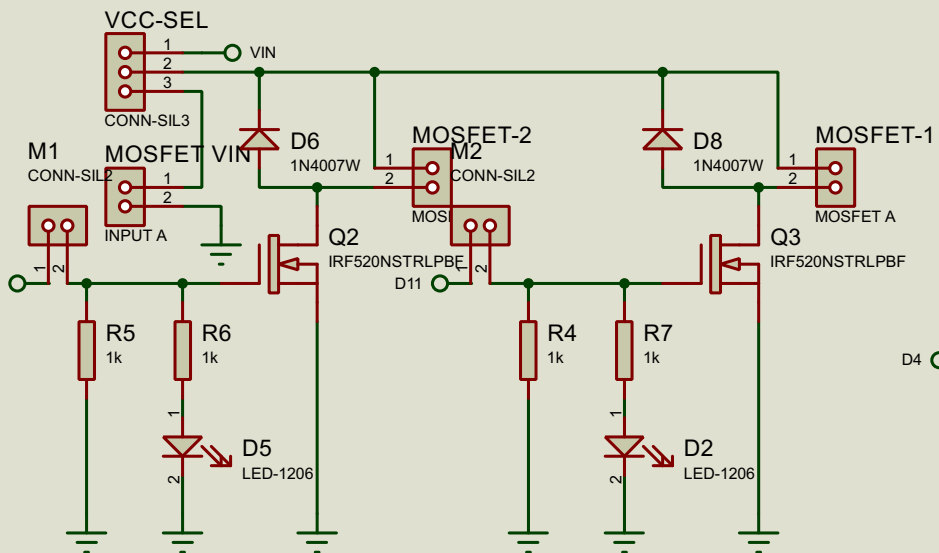 VCC-SEL
1
2
3
VIN
CONN-SIL3
M1
CONN-SIL2
MOSFET VIN
1
2
INPUT A
D6
1N4007W
MOSFET-2
M2
1
2
CONN-SIL2
MOSF
D8
1N4007W
MOSFET-1
1
2
MOSFET A
1
2
Q2
IRF520NSTRLPBF
D11
1
2
Q3
IRF520NSTRLPBF
R5
1k
R6
1k
R4
1k
R7
1k
D4
1
D5
LED-1206
2
1
D2
LED-1206
2